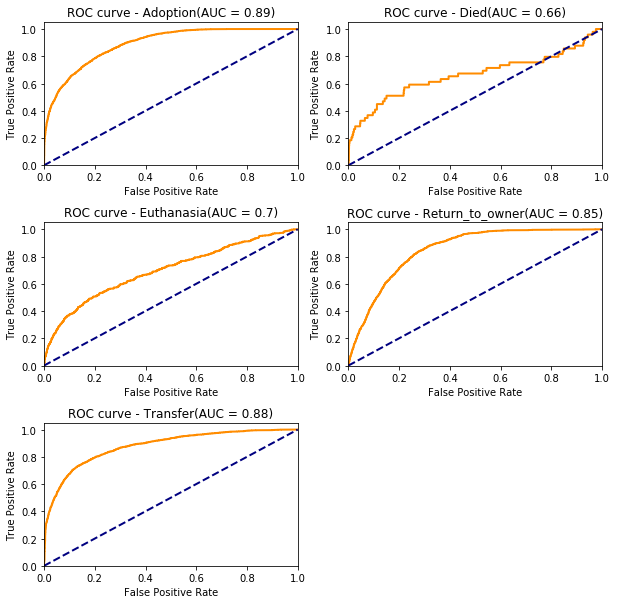 ROC curve - Adoption(AUC = 0.89)
True Positive Rate
1.0
0.8
0.6
0.4
0.2
0.0
0.0 0.2 0.4 0.6 0.8 1.0
False Positive Rate
ROC curve - Died(AUC = 0.66)
True Positive Rate
1.0
0.8
0.6
0.4
0.2
0.0
0.0 0.2 0.4 0.6 0.8 1.0
False Positive Rate
ROC curve - Euthanasia(AUC = 0.7)
True Positive Rate
1.0
0.8
0.6
0.4
0.2
0.0
0.0 0.2 0.4 0.6 0.8 1.0
False Positive Rate
ROC curve - Return_to_owner(AUC = 0.85)
True Positive Rate
1.0
0.8
0.6
0.4
0.2
0.0
0.0 0.2 0.4 0.6 0.8 1.0
False Positive Rate
ROC curve - Transfer(AUC = 0.88)
True Positive Rate
1.0
0.8
0.6
0.4
0.2
0.0
0.0 0.2 0.4 0.6 0.8 1.0
False Positive Rate